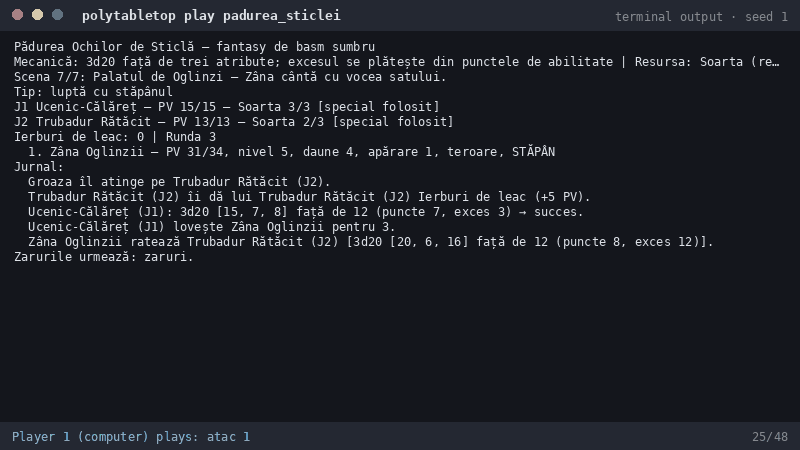 polytabletop play padurea_sticlei
terminal output · seed 1
Pădurea Ochilor de Sticlă — fantasy de basm sumbru
Mecanică: 3d20 față de trei atribute; excesul se plătește din punctele de abilitate | Resursa: Soarta (re…
Scena 7/7: Palatul de Oglinzi — Zâna cântă cu vocea satului.
Tip: luptă cu stăpânul
J1 Ucenic-Călăreț — PV 15/15 — Soarta 3/3 [special folosit]
J2 Trubadur Rătăcit — PV 13/13 — Soarta 2/3 [special folosit]
Ierburi de leac: 0 | Runda 3
1. Zâna Oglinzii — PV 31/34, nivel 5, daune 4, apărare 1, teroare, STĂPÂN
Jurnal:
Groaza îl atinge pe Trubadur Rătăcit (J2).
Trubadur Rătăcit (J2) îi dă lui Trubadur Rătăcit (J2) Ierburi de leac (+5 PV).
Ucenic-Călăreț (J1): 3d20 [15, 7, 8] față de 12 (puncte 7, exces 3) → succes.
Ucenic-Călăreț (J1) lovește Zâna Oglinzii pentru 3.
Zâna Oglinzii ratează Trubadur Rătăcit (J2) [3d20 [20, 6, 16] față de 12 (puncte 8, exces 12)].
Zarurile urmează: zaruri.
Player 1 (computer) plays: atac 1
25/48